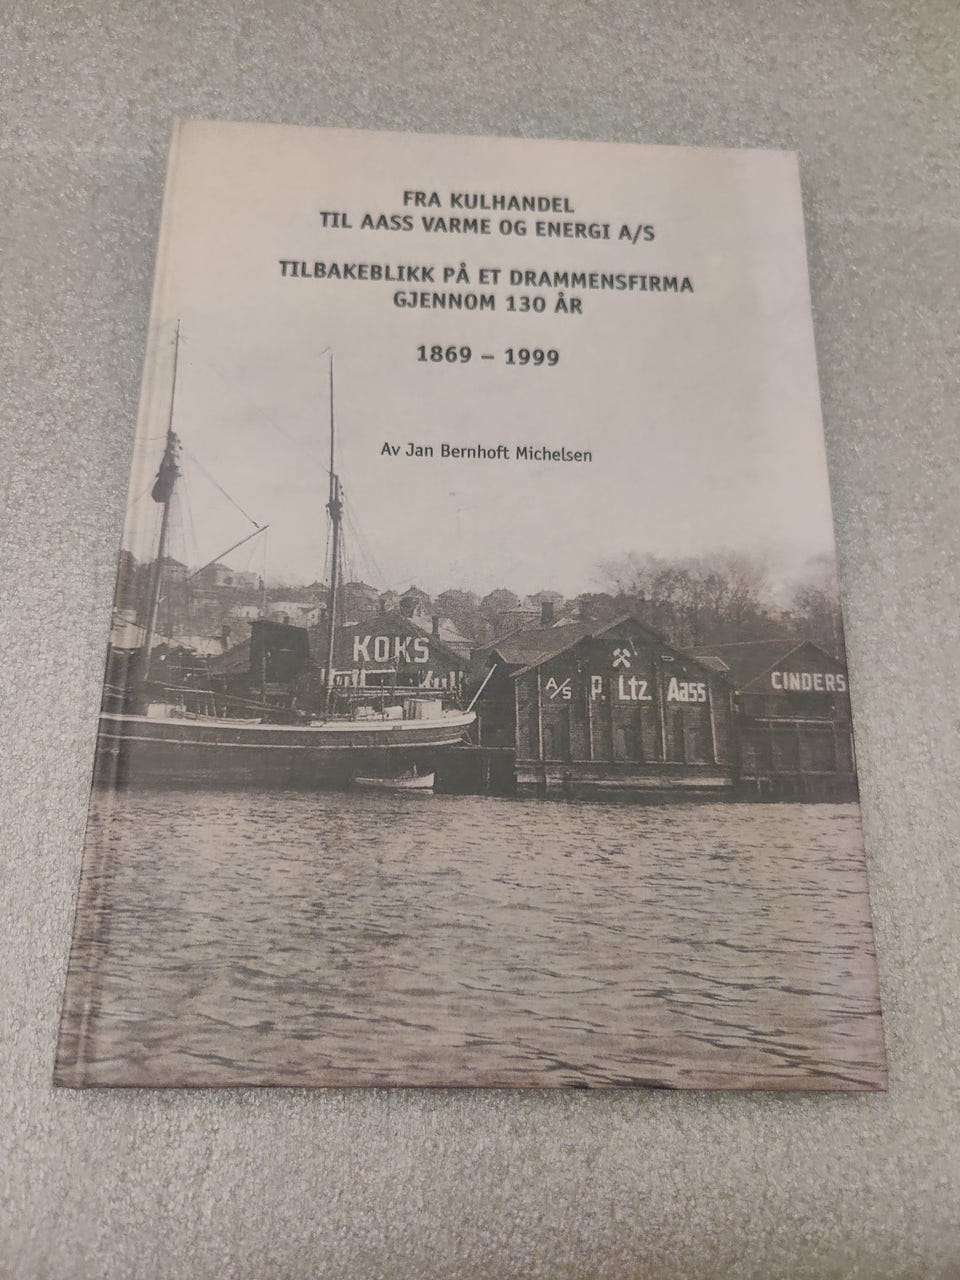 FRA KULHANDEL
TIL AASS VARME OG ENERGI A/S
TILBAKEBLIKK PÅ ET DRAMMENSFIRMA
GJENNOM 130 ÅR
1869 – 1999
Av Jan Bernhoft Michelsen
KOKS
A/S P. Ltz. Aass
CINDERS